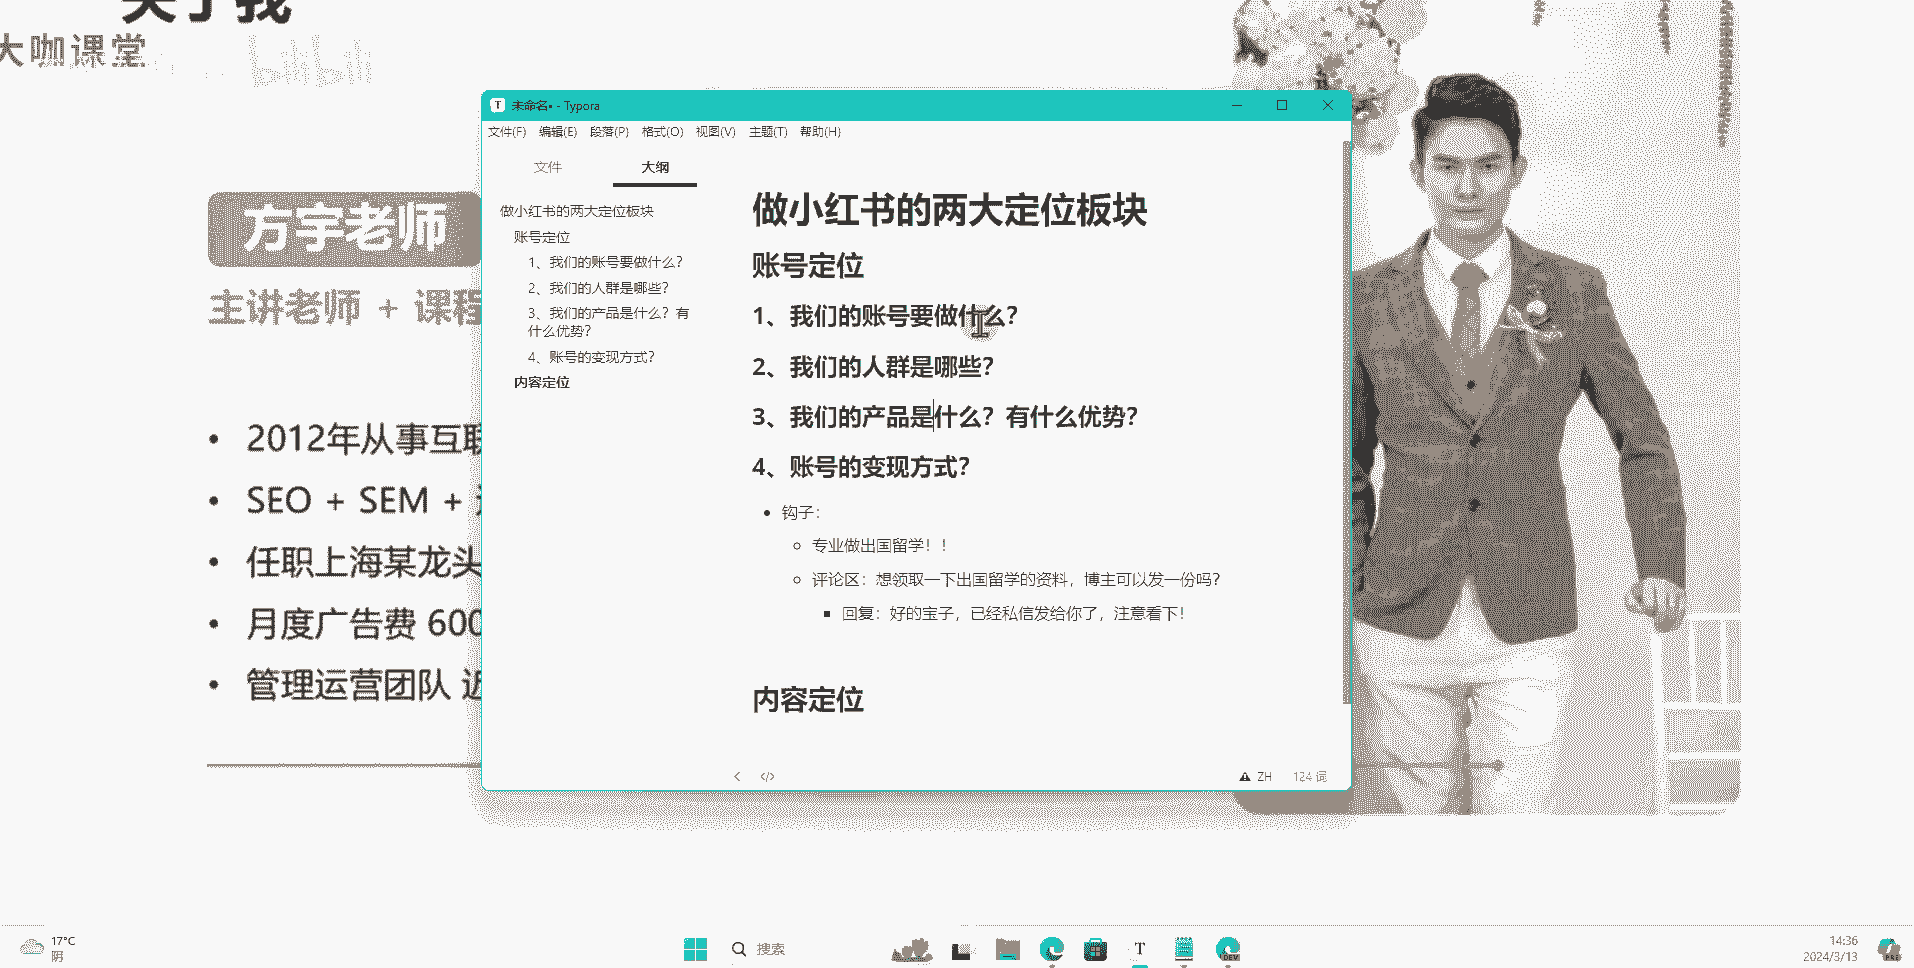 关于我
大咖课堂
bilibili
方宇老师
主讲老师 + 课程
• 2012年从事互联
• SEO + SEM +
• 任职上海某龙头
• 月度广告费 600
• 管理运营团队 近
未命名• - Typora
文件(F) 编辑(E) 段落(P) 格式(O) 视图(V) 主题(T) 帮助(H)
文件 大纲
做小红书的两大定位板块
账号定位
1、我们的账号要做什么？
2、我们的人群是哪些？
3、我们的产品是什么？有
什么优势？
4、账号的变现方式？
内容定位
做小红书的两大定位板块
账号定位
1、我们的账号要做什么？
2、我们的人群是哪些？
3、我们的产品是什么？有什么优势？
4、账号的变现方式？
• 钩子：
专业做出国留学！！
评论区：想领取一下出国留学的资料，博主可以发一份吗？
回复：好的宝子，已经私信发给你了，注意看下！
内容定位
</> ZH 124 词
17°C
阴
搜索
T
DEV
14:36
2024/3/13
PRE